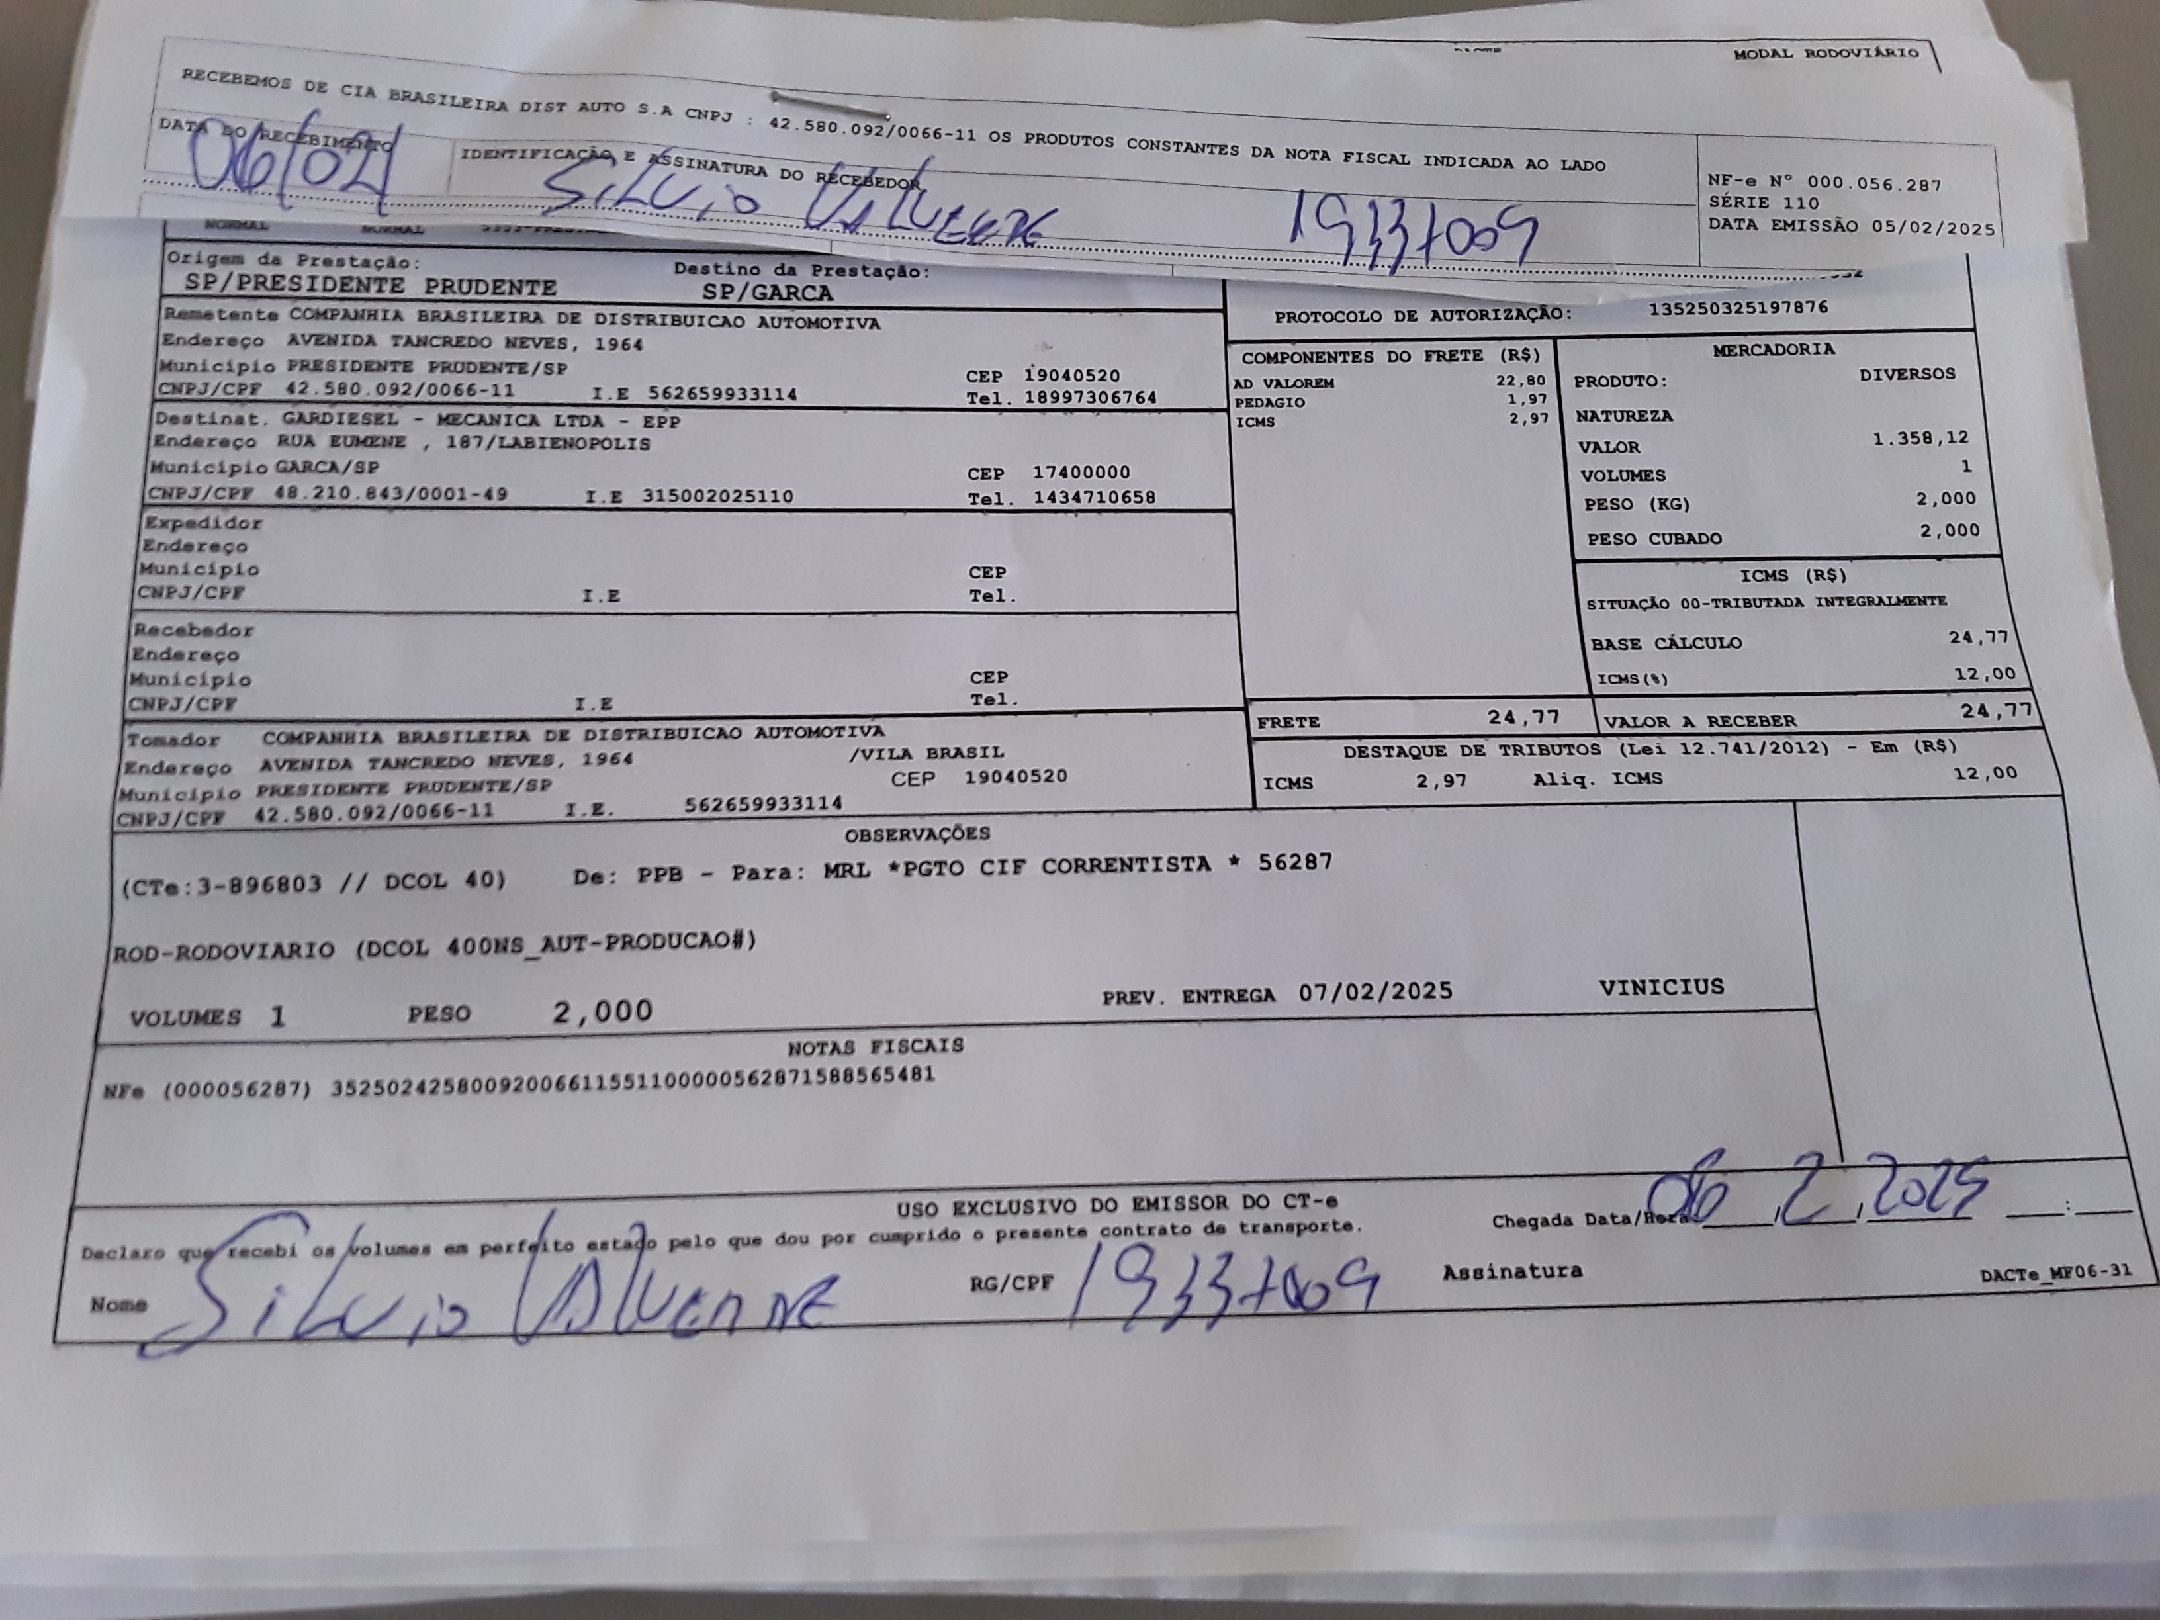 MODAL RODOVIÁRIO
RECEBEMOS DE CIA BRASILEIRA DIST AUTO S.A CNPJ : 42.580.092/0066-11 OS PRODUTOS CONSTANTES DA NOTA FISCAL INDICADA AO LADO
DATA DO RECEBIMENTO
06/02
IDENTIFICAÇÃO E ASSINATURA DO RECEBEDOR
Silvio
19337009
NF-e Nº 000.056.287
SÉRIE 110
DATA EMISSÃO 05/02/2025
NORMAL NORMAL
Origem da Prestação: Destino da Prestação:
SP/PRESIDENTE PRUDENTE SP/GARCA
PROTOCOLO DE AUTORIZAÇÃO: 135250325197876
Remetente COMPANHIA BRASILEIRA DE DISTRIBUICAO AUTOMOTIVA
Endereço AVENIDA TANCREDO NEVES, 1964
Município PRESIDENTE PRUDENTE/SP CEP 19040520
CNPJ/CPF 42.580.092/0066-11 I.E 562659933114 Tel. 18997306764
Destinat. GARDIESEL - MECANICA LTDA - EPP
Endereço RUA EUMENE , 187/LABIENOPOLIS
Município GARCA/SP CEP 17400000
CNPJ/CPF 48.210.843/0001-49 I.E 315002025110 Tel. 1434710658
Expedidor
Endereço
Município CEP
CNPJ/CPF I.E Tel.
Recebedor
Endereço
Município CEP
CNPJ/CPF I.E Tel.
Tomador COMPANHIA BRASILEIRA DE DISTRIBUICAO AUTOMOTIVA
Endereço AVENIDA TANCREDO NEVES, 1964 /VILA BRASIL
Município PRESIDENTE PRUDENTE/SP CEP 19040520
CNPJ/CPF 42.580.092/0066-11 I.E. 562659933114
COMPONENTES DO FRETE (R$)
AD VALOREM 22,80
PEDAGIO 1,97
ICMS 2,97
MERCADORIA
PRODUTO: DIVERSOS
NATUREZA
VALOR 1.358,12
VOLUMES 1
PESO (KG) 2,000
PESO CUBADO 2,000
ICMS (R$)
SITUAÇÃO 00-TRIBUTADA INTEGRALMENTE
BASE CÁLCULO 24,77
ICMS(%) 12,00
FRETE 24,77 VALOR A RECEBER 24,77
DESTAQUE DE TRIBUTOS (Lei 12.741/2012) - Em (R$)
ICMS 2,97 Aliq. ICMS 12,00
OBSERVAÇÕES
(CTe:3-896803 // DCOL 40) De: PPB - Para: MRL *PGTO CIF CORRENTISTA * 56287
ROD-RODOVIARIO (DCOL 400NS_AUT-PRODUCAO#)
VOLUMES 1 PESO 2,000 PREV. ENTREGA 07/02/2025 VINICIUS
NOTAS FISCAIS
NFe (000056287) 35250242580092006611551100000562871588565481
USO EXCLUSIVO DO EMISSOR DO CT-e
Declaro que recebi os volumes em perfeito estado pelo que dou por cumprido o presente contrato de transporte.
Chegada Data/Hora 06 2 2025 :
Nome Silvio RG/CPF 19337009 Assinatura
DACTe_MF06-31